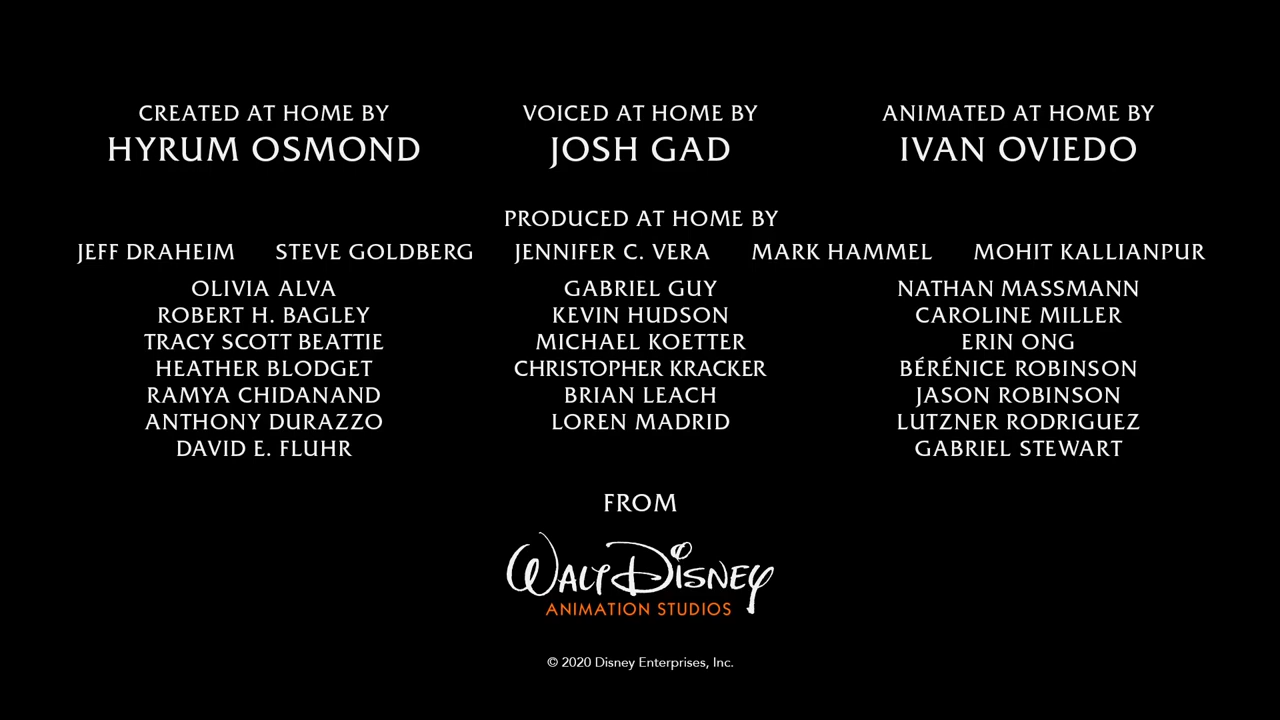 CREATED AT HOME BY
HYRUM OSMOND
VOICED AT HOME BY
JOSH GAD
ANIMATED AT HOME BY
IVAN OVIEDO
PRODUCED AT HOME BY
JEFF DRAHEIM STEVE GOLDBERG JENNIFER C. VERA MARK HAMMEL MOHIT KALLIANPUR
OLIVIA ALVA
ROBERT H. BAGLEY
TRACY SCOTT BEATTIE
HEATHER BLODGET
RAMYA CHIDANAND
ANTHONY DURAZZO
DAVID E. FLUHR
GABRIEL GUY
KEVIN HUDSON
MICHAEL KOETTER
CHRISTOPHER KRACKER
BRIAN LEACH
LOREN MADRID
NATHAN MASSMANN
CAROLINE MILLER
ERIN ONG
BÉRÉNICE ROBINSON
JASON ROBINSON
LUTZNER RODRIGUEZ
GABRIEL STEWART
FROM
WALT DISNEY
ANIMATION STUDIOS
© 2020 Disney Enterprises, Inc.